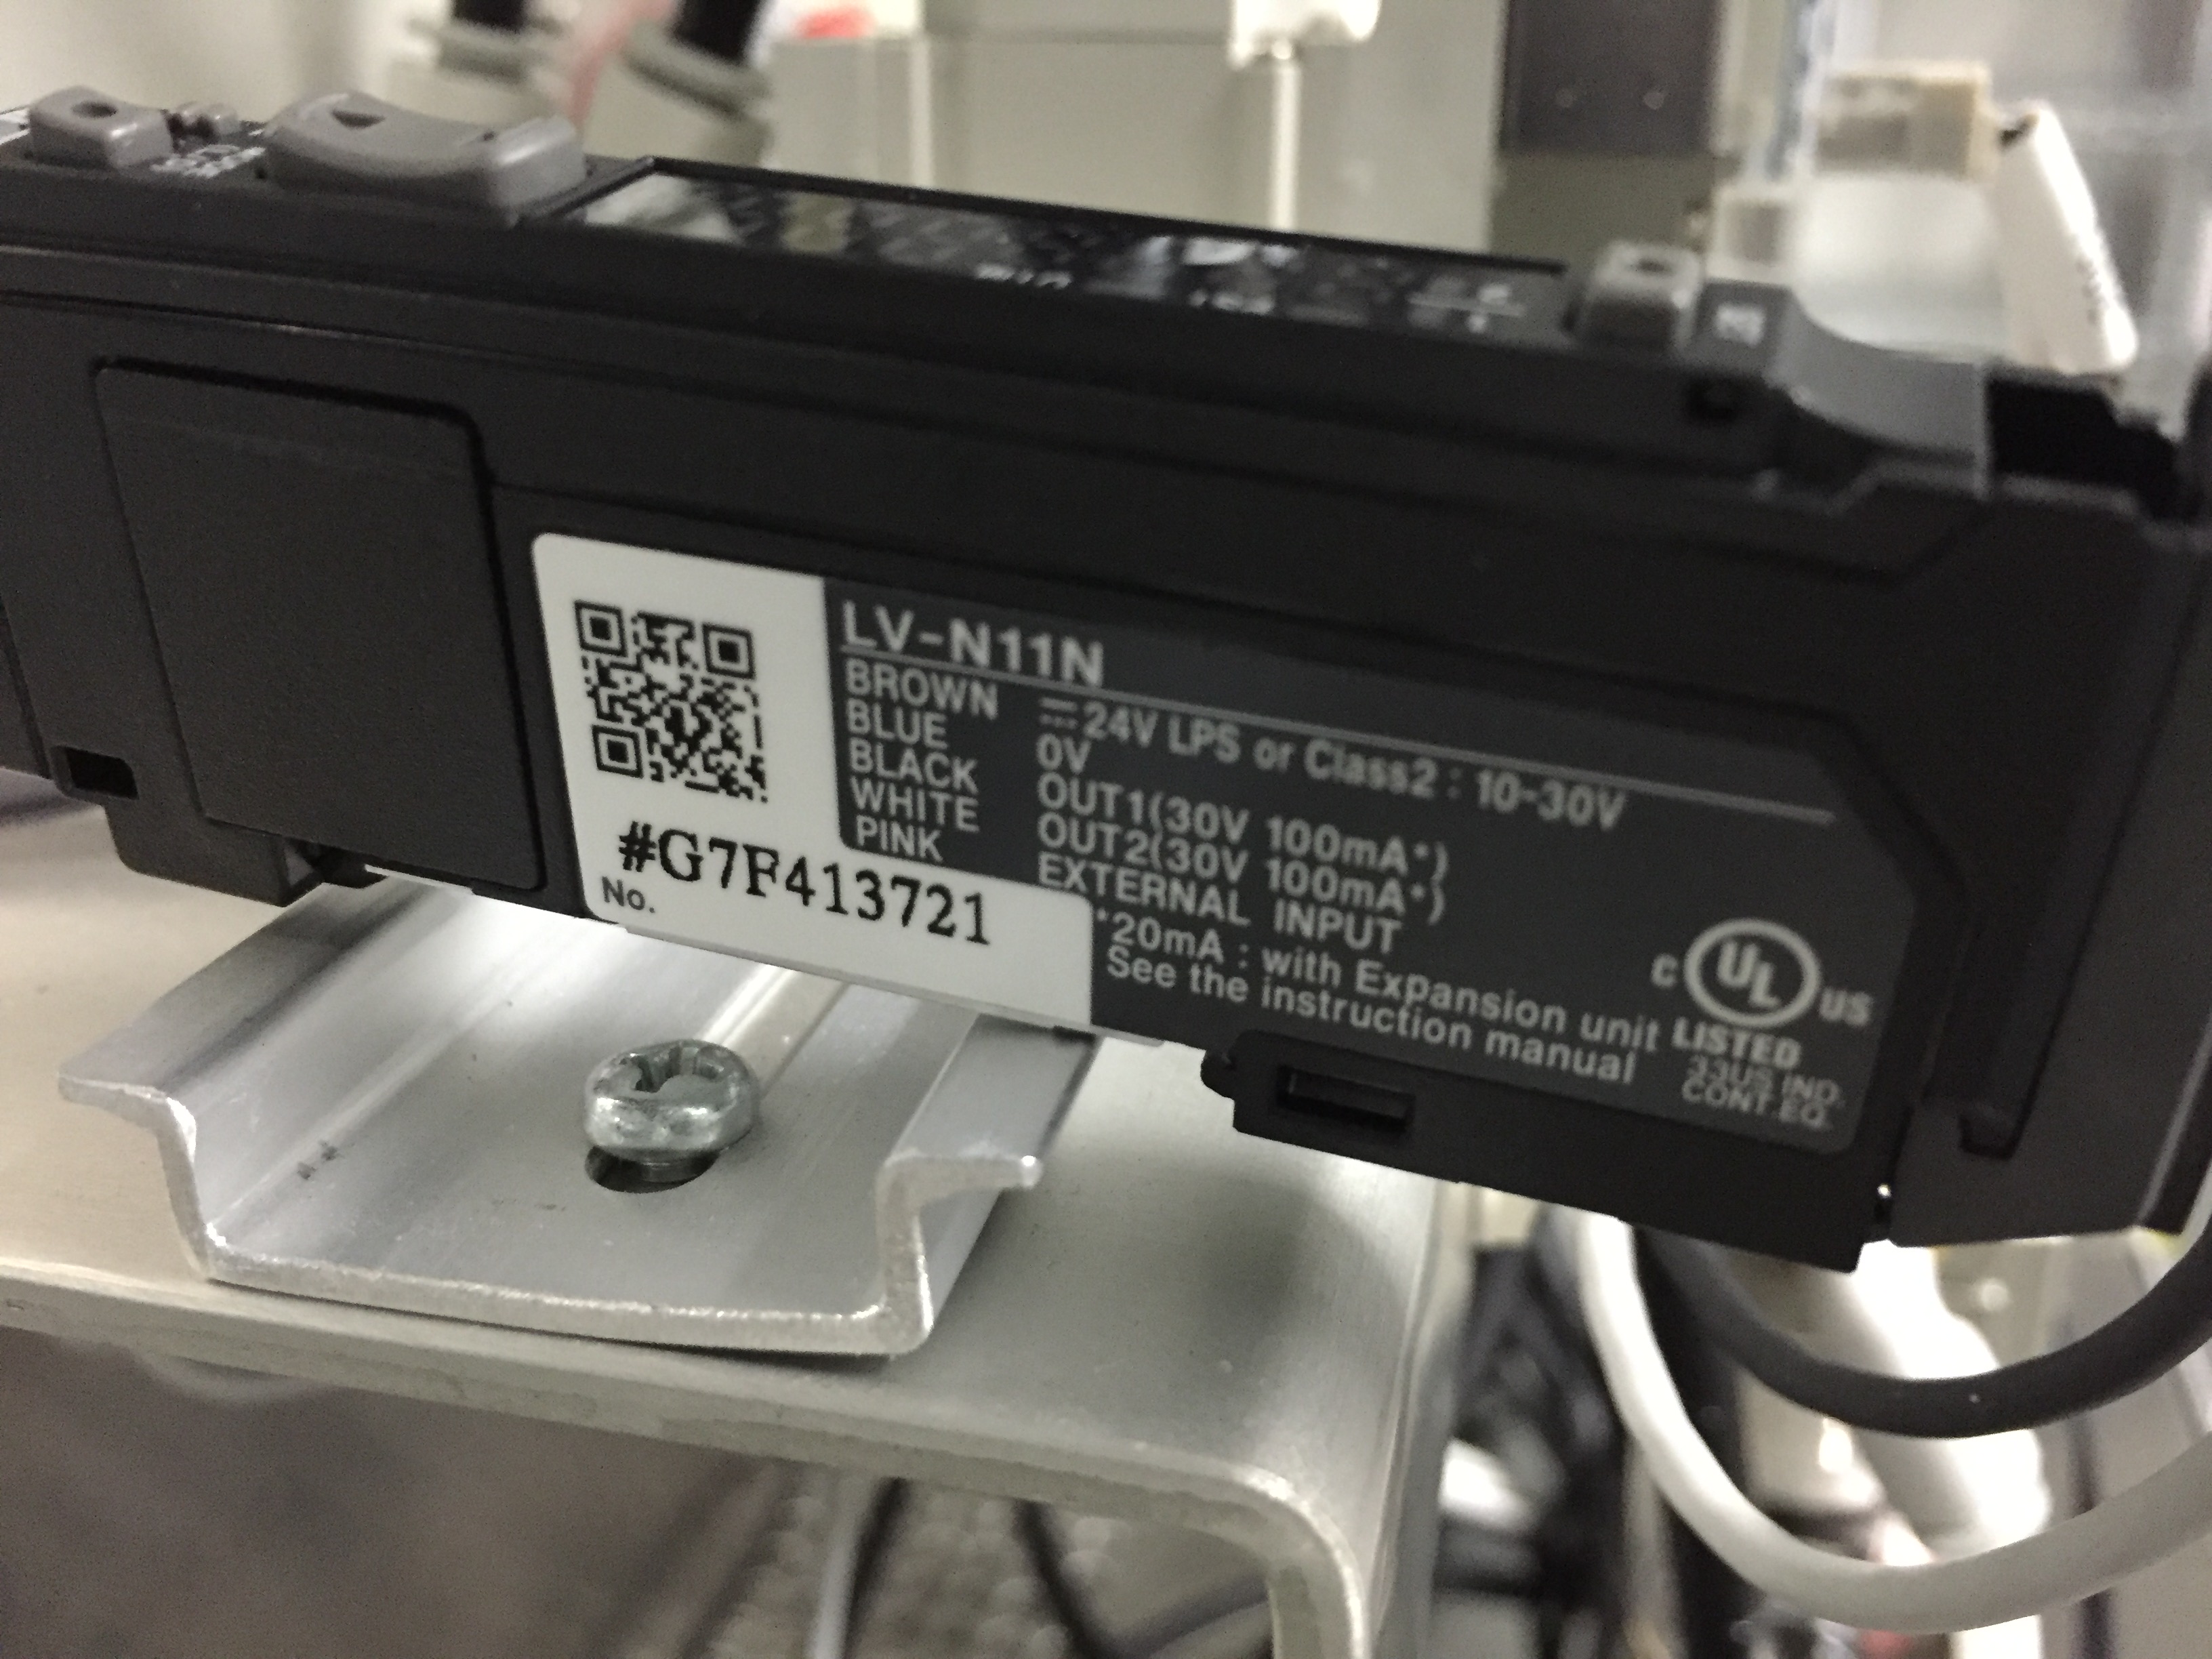 LV-N11N
BROWN ⎓24V LPS or Class2 : 10-30V
BLUE 0V
BLACK OUT1(30V 100mA*)
WHITE OUT2(30V 100mA*)
PINK EXTERNAL INPUT
*20mA : with Expansion unit
See the instruction manual
#G7F413721
No.
C UL US
LISTED
33US IND.
CONT.EQ.